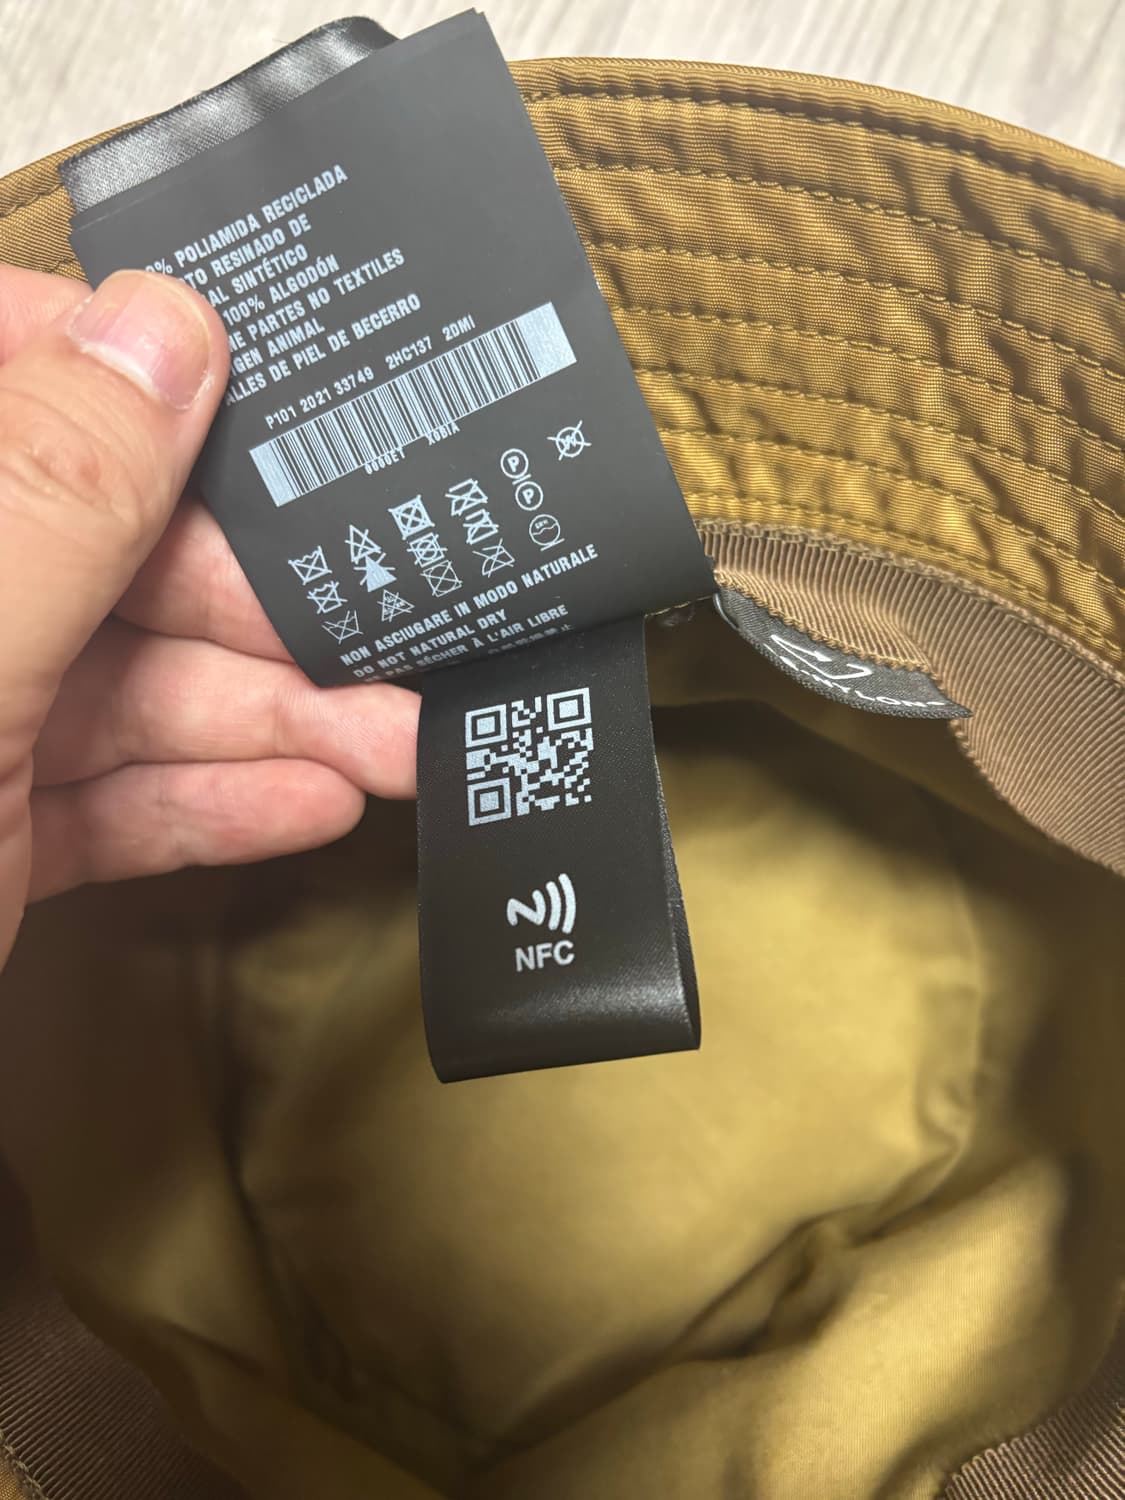 % POLIAMIDA RECICLADA
TO RESINADO DE
AL SINTÉTICO
100% ALGODÓN
NE PARTES NO TEXTILES
GEN ANIMAL
ALLES DE PIEL DE BECERRO
P101 2021 33749 2HC137 2DMI
NON ASCIUGARE IN MODO NATURALE
DO NOT NATURAL DRY
PAS SÉCHER À L'AIR LIBRE
NFC